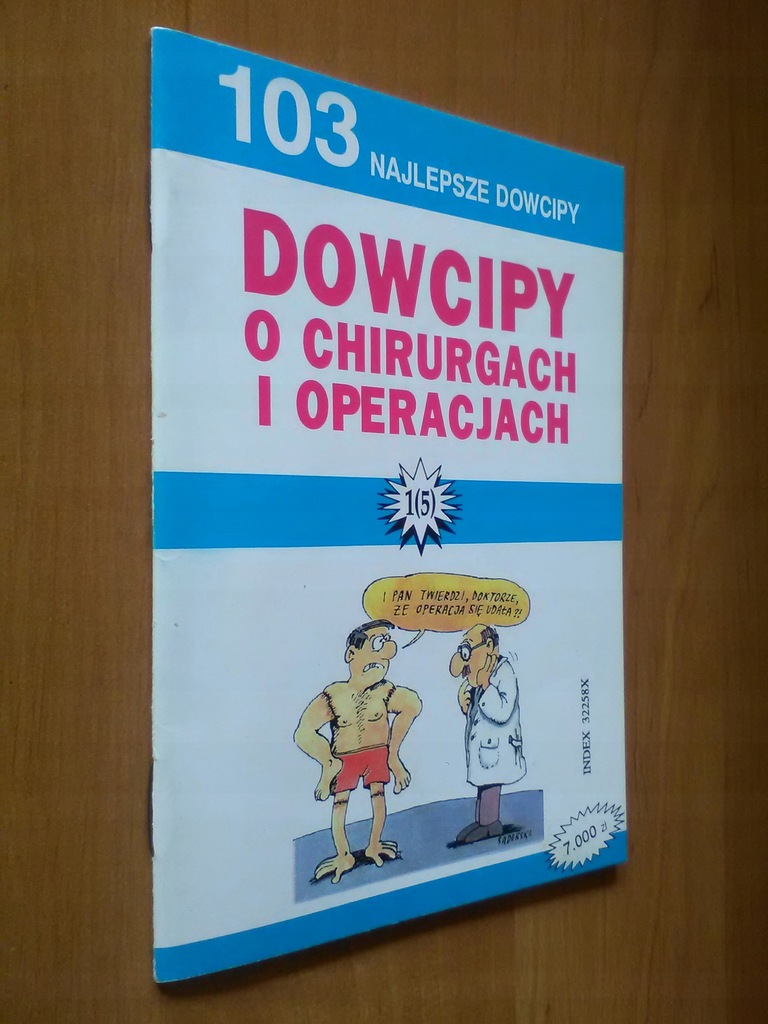 103
NAJLEPSZE DOWCIPY
DOWCIPY
O CHIRURGACH
I OPERACJACH
1(5)
I PAN TWIERDZI, DOKTORZE,
ŻE OPERACJA SIĘ UDAŁA?!
INDEX 32258X
7.000 zł